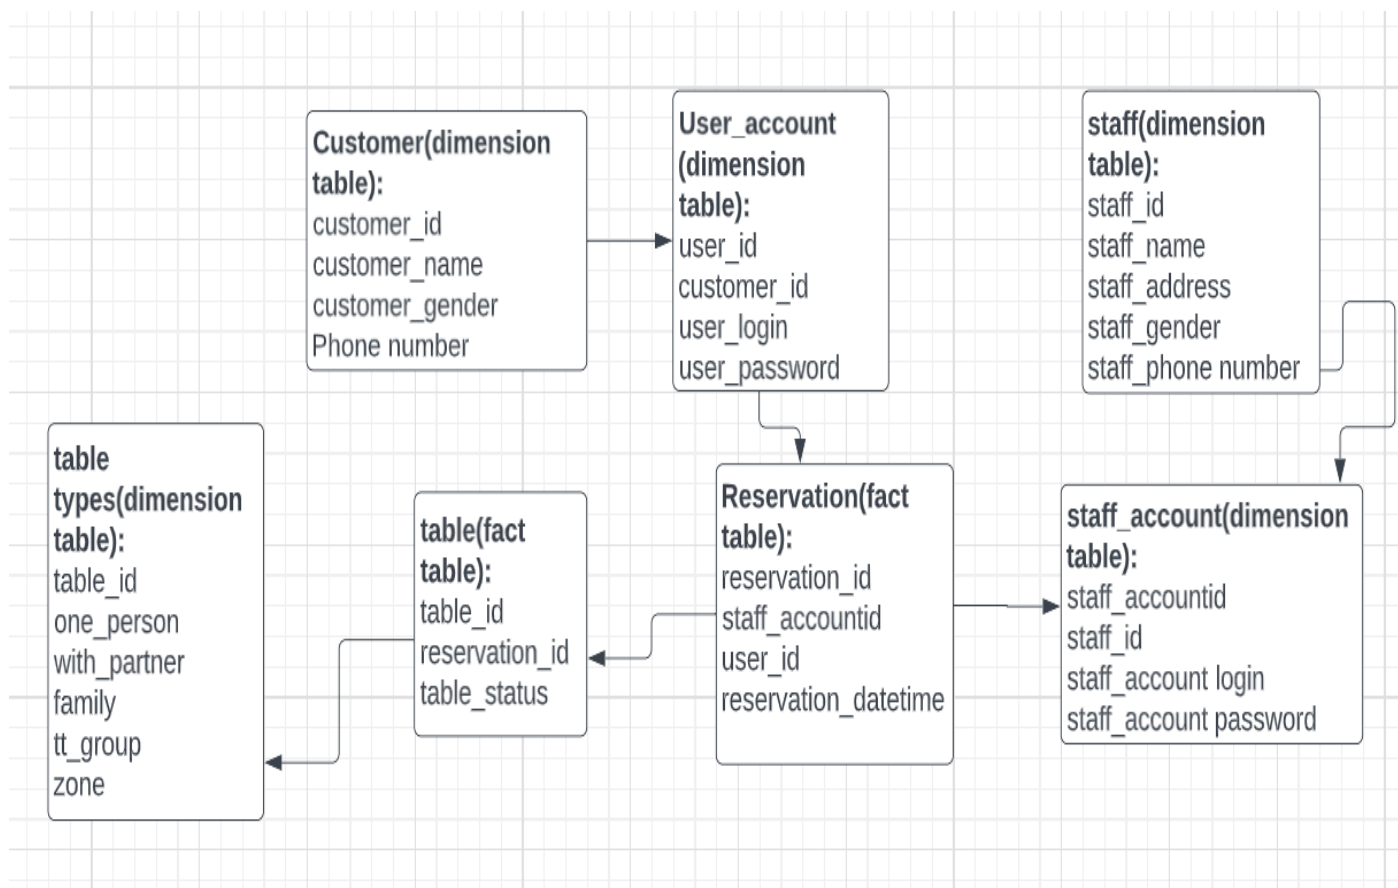 Customer(dimension
table):
customer_id
customer_name
customer_gender
Phone number
User_account
(dimension
table):
user_id
customer_id
user_login
user_password
staff(dimension
table):
staff_id
staff_name
staff_address
staff_gender
staff_phone number
table
types(dimension
table):
table_id
one_person
with_partner
family
tt_group
zone
table(fact
table):
table_id
reservation_id
table_status
Reservation(fact
table):
reservation_id
staff_accountid
user_id
reservation_datetime
staff_account(dimension
table):
staff_accountid
staff_id
staff_account login
staff_account password